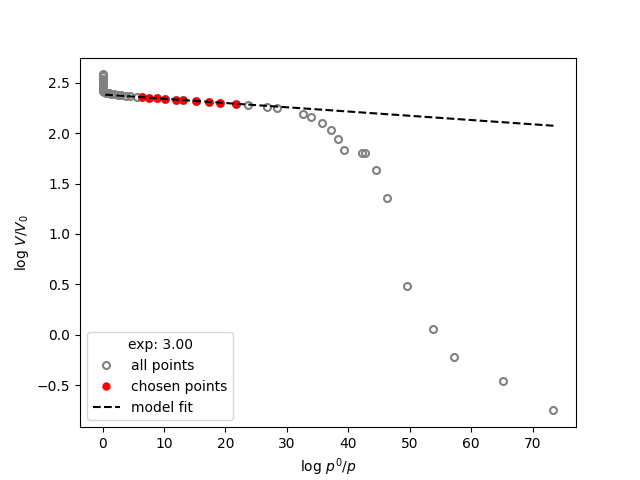 2.5
2.0
1.5
1.0
0.5
0.0
−0.5
log V/V₀
exp: 3.00
all points
chosen points
model fit
0 10 20 30 40 50 60 70
log p⁰/p